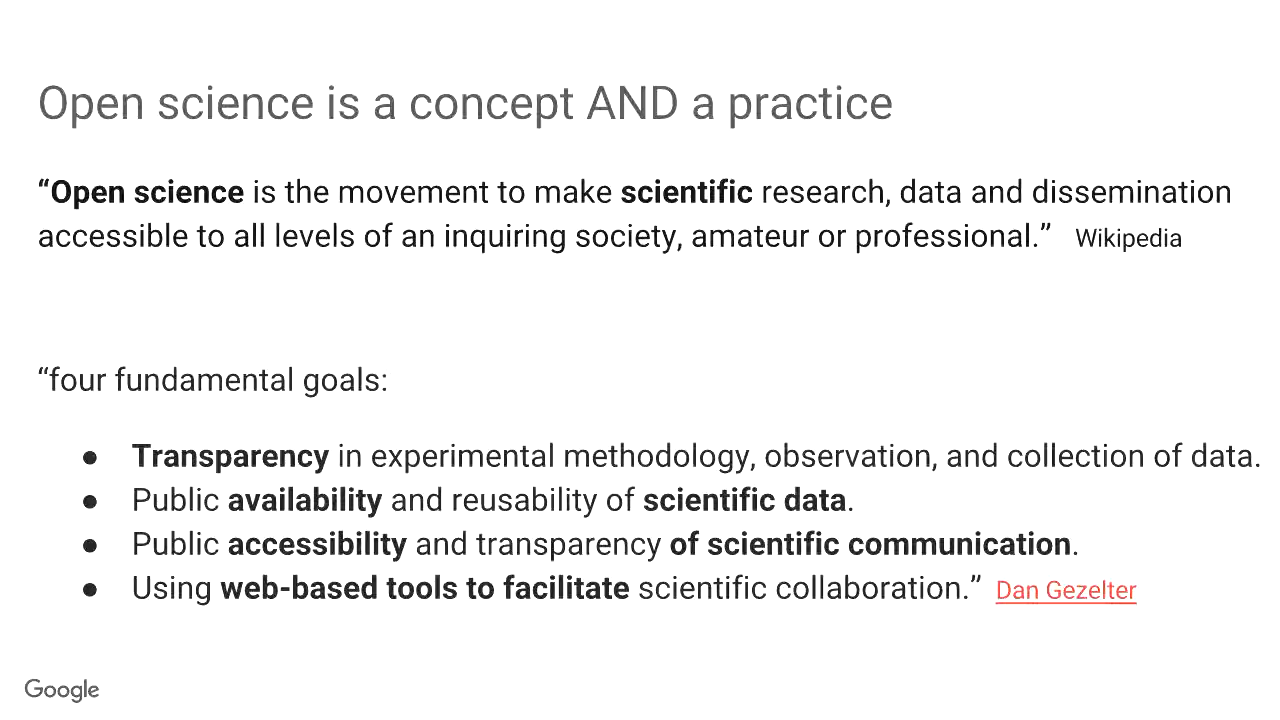 Open science is a concept AND a practice
“Open science is the movement to make scientific research, data and dissemination
accessible to all levels of an inquiring society, amateur or professional.” Wikipedia
“four fundamental goals:
● Transparency in experimental methodology, observation, and collection of data.
● Public availability and reusability of scientific data.
● Public accessibility and transparency of scientific communication.
● Using web-based tools to facilitate scientific collaboration.” Dan Gezelter
Google